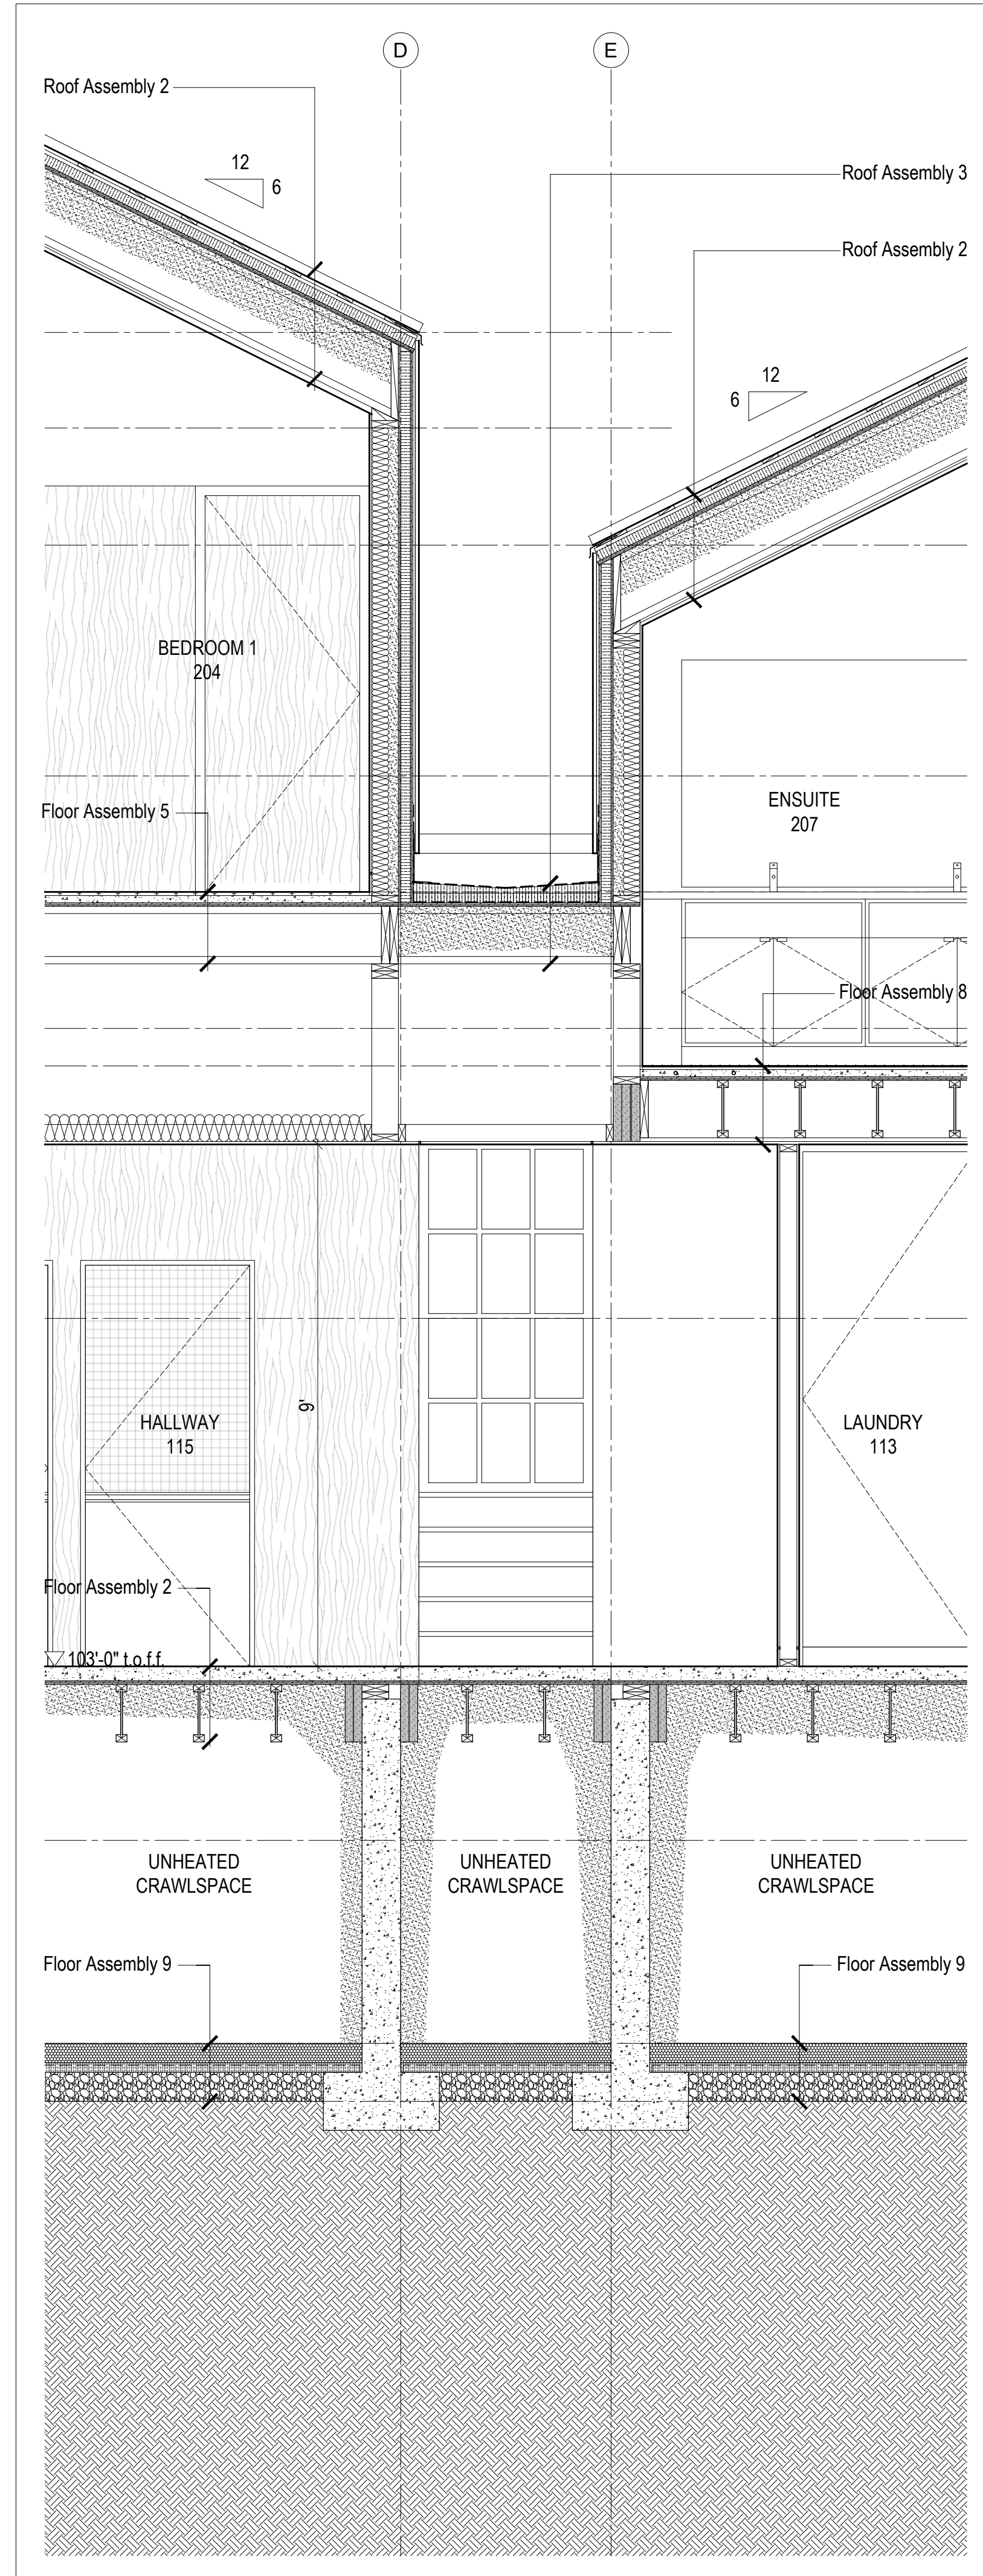 D
E
Roof Assembly 2
12
6
Roof Assembly 3
Roof Assembly 2
12
6
BEDROOM 1
204
Floor Assembly 5
ENSUITE
207
Floor Assembly 8
9'
HALLWAY
115
LAUNDRY
113
Floor Assembly 2
103'-0" t.o.f.f.
UNHEATED
CRAWLSPACE
UNHEATED
CRAWLSPACE
UNHEATED
CRAWLSPACE
Floor Assembly 9
Floor Assembly 9